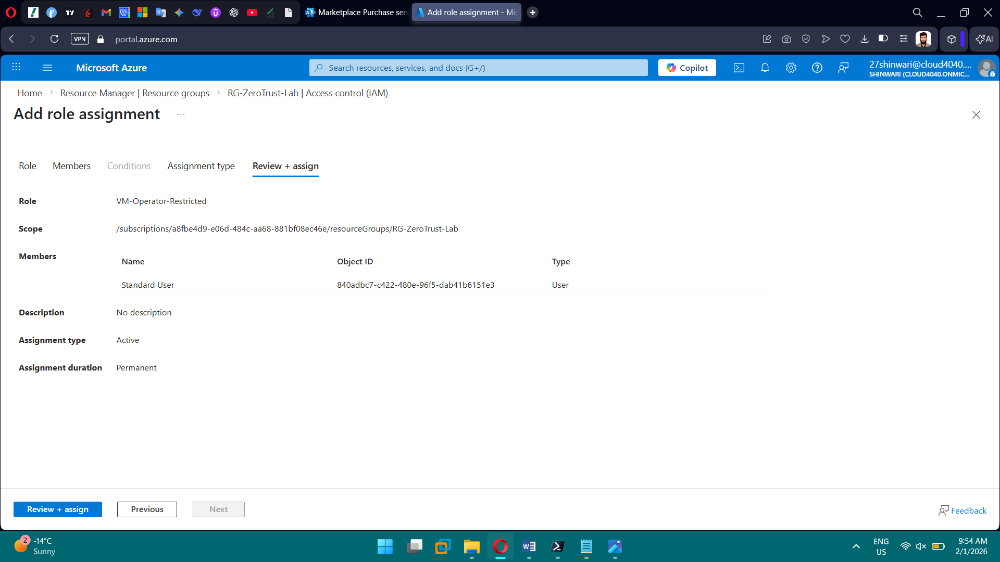 Marketplace Purchase ser
Add role assignment - Mic
VPN
portal.azure.com
AI
Microsoft Azure
Search resources, services, and docs (G+/)
Copilot
27shinwari@cloud4040....
SHINWARI (CLOUD4040.ONMIC...
Home > Resource Manager | Resource groups > RG-ZeroTrust-Lab | Access control (IAM)
Add role assignment ...
Role Members Conditions Assignment type Review + assign
Role VM-Operator-Restricted
Scope /subscriptions/a8fbe4d9-e06d-484c-aa68-881bf08ec46e/resourceGroups/RG-ZeroTrust-Lab
Members
Name Object ID Type
Standard User 840adbc7-c422-480e-96f5-dab41b6151e3 User
Description No description
Assignment type Active
Assignment duration Permanent
Review + assign Previous Next
Feedback
2 -14°C
Sunny
ENG
US
9:54 AM
2/1/2026